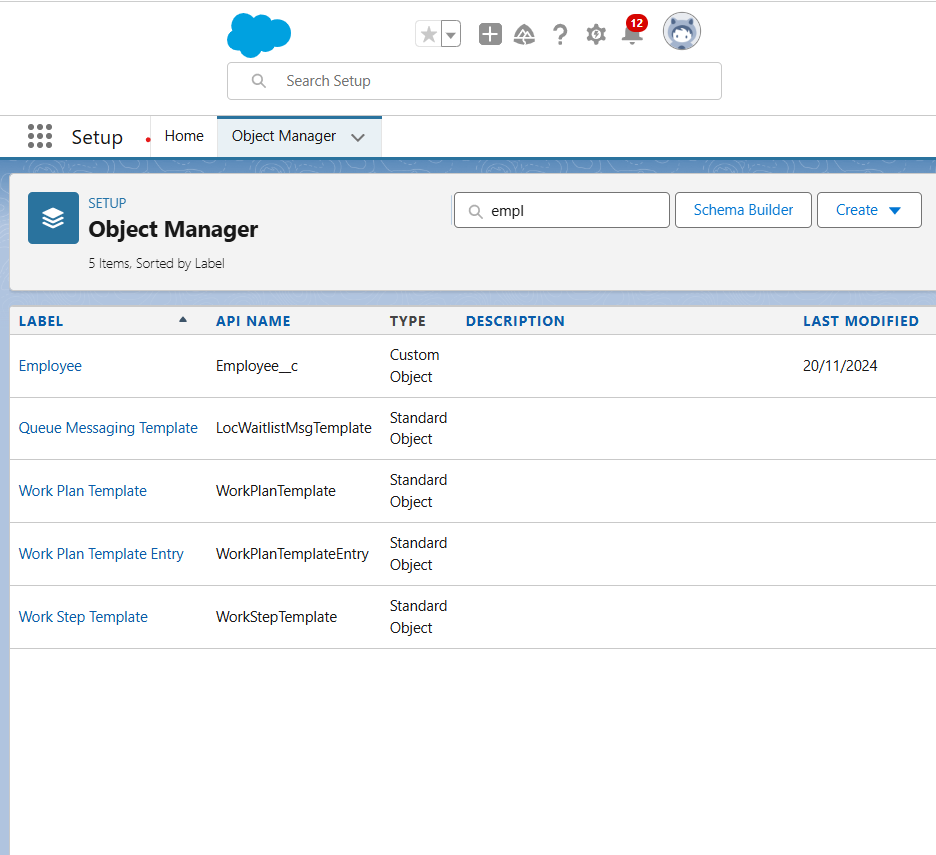 12
Search Setup
Setup
Home
Object Manager
SETUP
Object Manager
5 Items, Sorted by Label
empl
Schema Builder
Create
LABEL API NAME TYPE DESCRIPTION LAST MODIFIED
Employee Employee__c Custom Object 20/11/2024
Queue Messaging Template LocWaitlistMsgTemplate Standard Object
Work Plan Template WorkPlanTemplate Standard Object
Work Plan Template Entry WorkPlanTemplateEntry Standard Object
Work Step Template WorkStepTemplate Standard Object